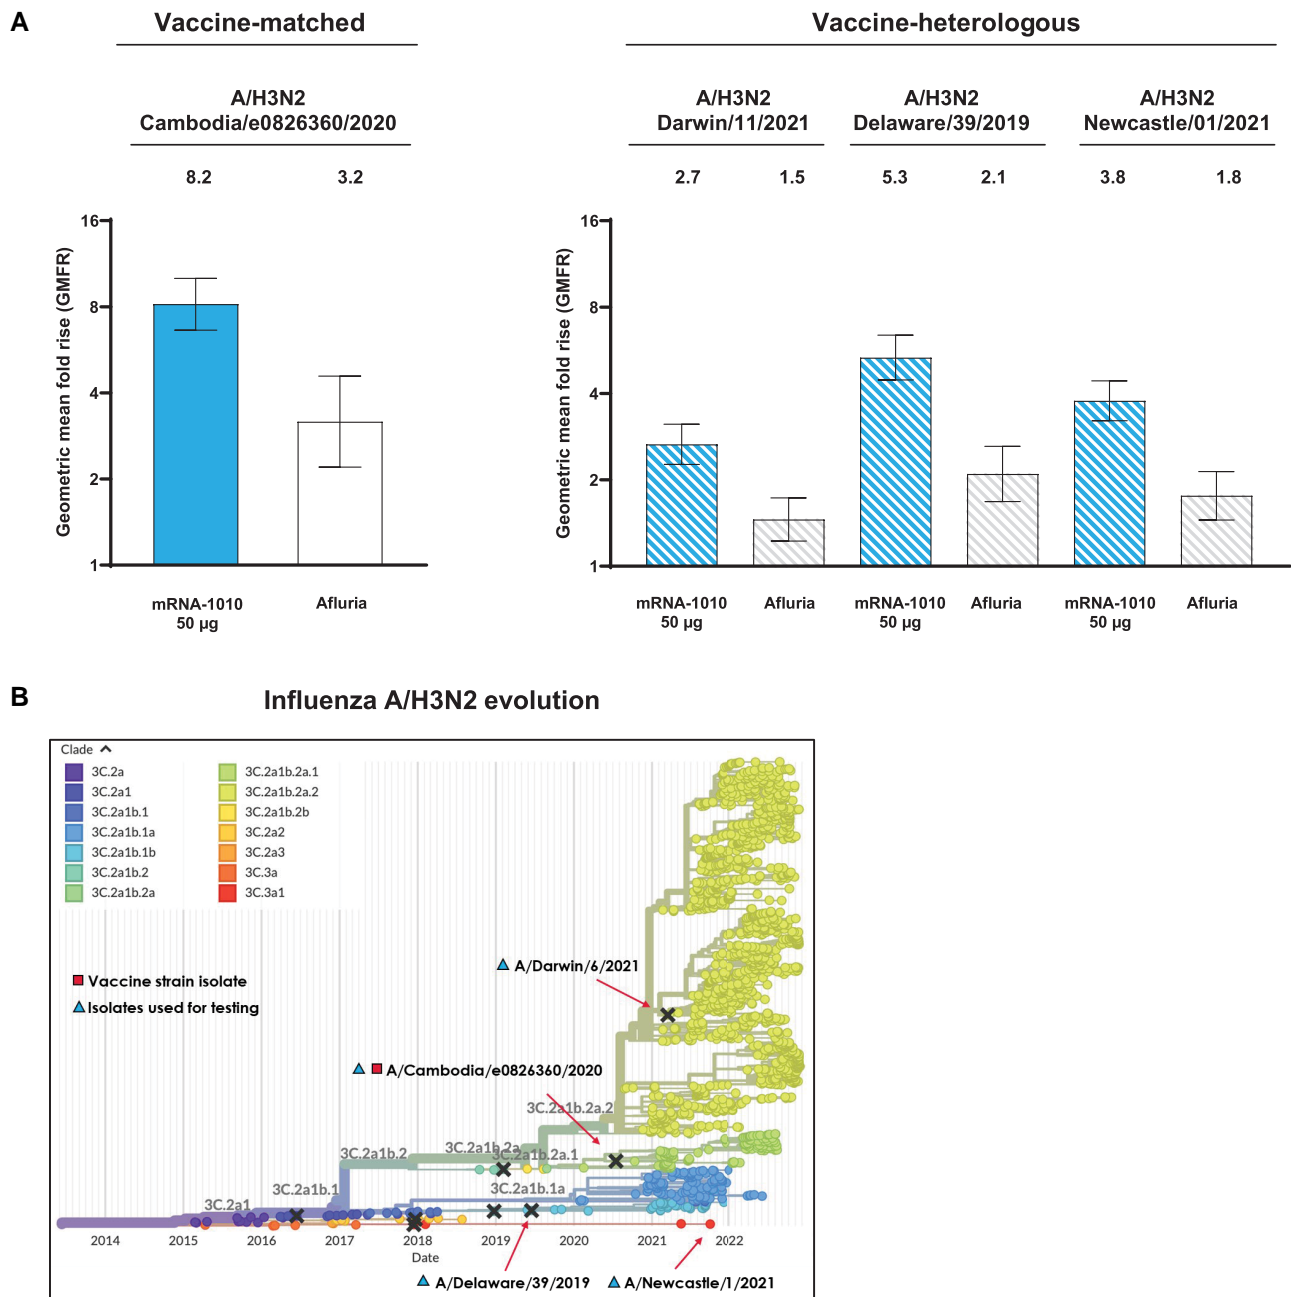 A
Vaccine-matched
Vaccine-heterologous
A/H3N2
Cambodia/e0826360/2020
A/H3N2
Darwin/11/2021
A/H3N2
Delaware/39/2019
A/H3N2
Newcastle/01/2021
8.2
3.2
2.7
1.5
5.3
2.1
3.8
1.8
Geometric mean fold rise (GMFR)
16
8
4
2
1
mRNA-1010
50 µg
Afluria
Geometric mean fold rise (GMFR)
16
8
4
2
1
mRNA-1010
50 µg
Afluria
mRNA-1010
50 µg
Afluria
mRNA-1010
50 µg
Afluria
B
Influenza A/H3N2 evolution
Clade
3C.2a
3C.2a1
3C.2a1b.1
3C.2a1b.1a
3C.2a1b.1b
3C.2a1b.2
3C.2a1b.2a
3C.2a1b.2a.1
3C.2a1b.2a.2
3C.2a1b.2b
3C.2a2
3C.2a3
3C.3a
3C.3a1
Vaccine strain isolate
Isolates used for testing
A/Darwin/6/2021
A/Cambodia/e0826360/2020
3C.2a1b.2a.2
3C.2a1b.2a
3C.2a1b.2
3C.2a1b.2a.1
3C.2a1b.1
3C.2a1b.1a
3C.2a1
2014
2015
2016
2017
2018
2019
2020
2021
2022
Date
A/Delaware/39/2019
A/Newcastle/1/2021